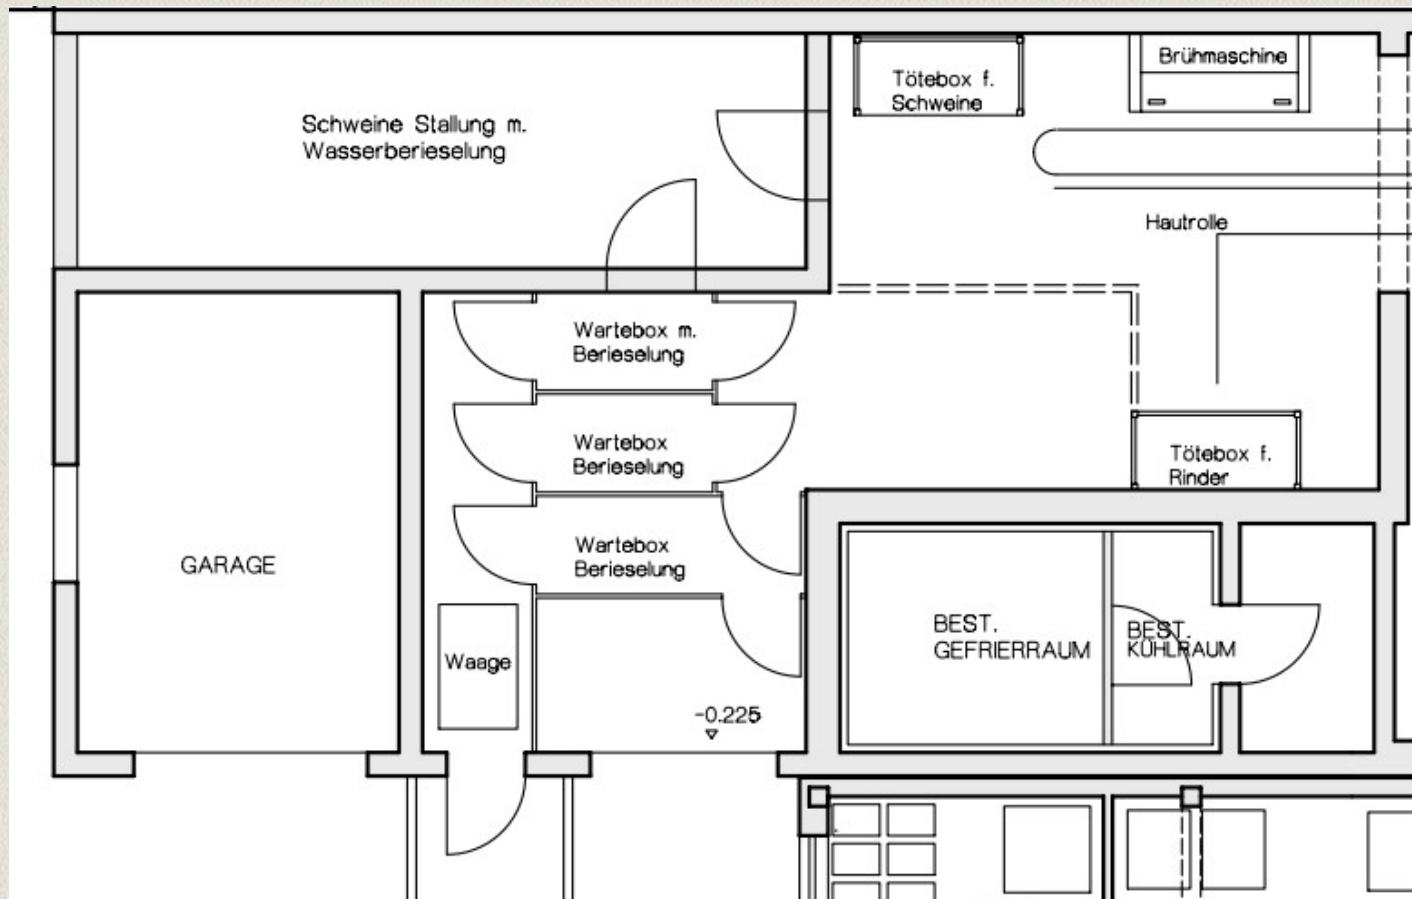 Schweine Stallung m.
Wasserberieselung
Tötebox f.
Schweine
Brühmaschine
Hautrolle
Wartebox m.
Berieselung
Wartebox
Berieselung
Wartebox
Berieselung
Tötebox f.
Rinder
GARAGE
Waage
-0.225
BEST.
GEFRIERRAUM
BEST.
KÜHLRAUM